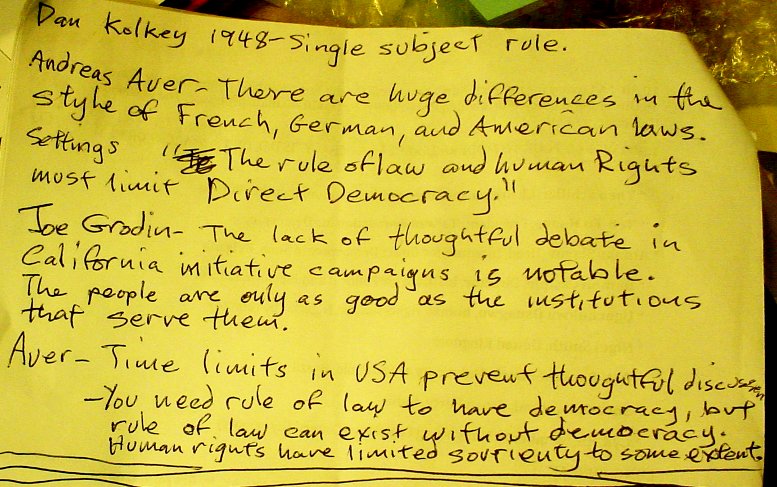 Dan Kolkey 1948-Single subject rule.
Andreas Auer- There are huge differences in the
style of French, German, and American laws.
Settings "The rule of law and human Rights
must limit Direct Democracy."
Joe Grodin- The lack of thoughtful debate in
California initiative campaigns is notable.
The people are only as good as the institutions
that serve them.
Auer- Time limits in USA prevent thoughtful discussion
-You need rule of law to have democracy, but
rule of law can exist without democracy.
Human rights have limited sovrienty to some extent.